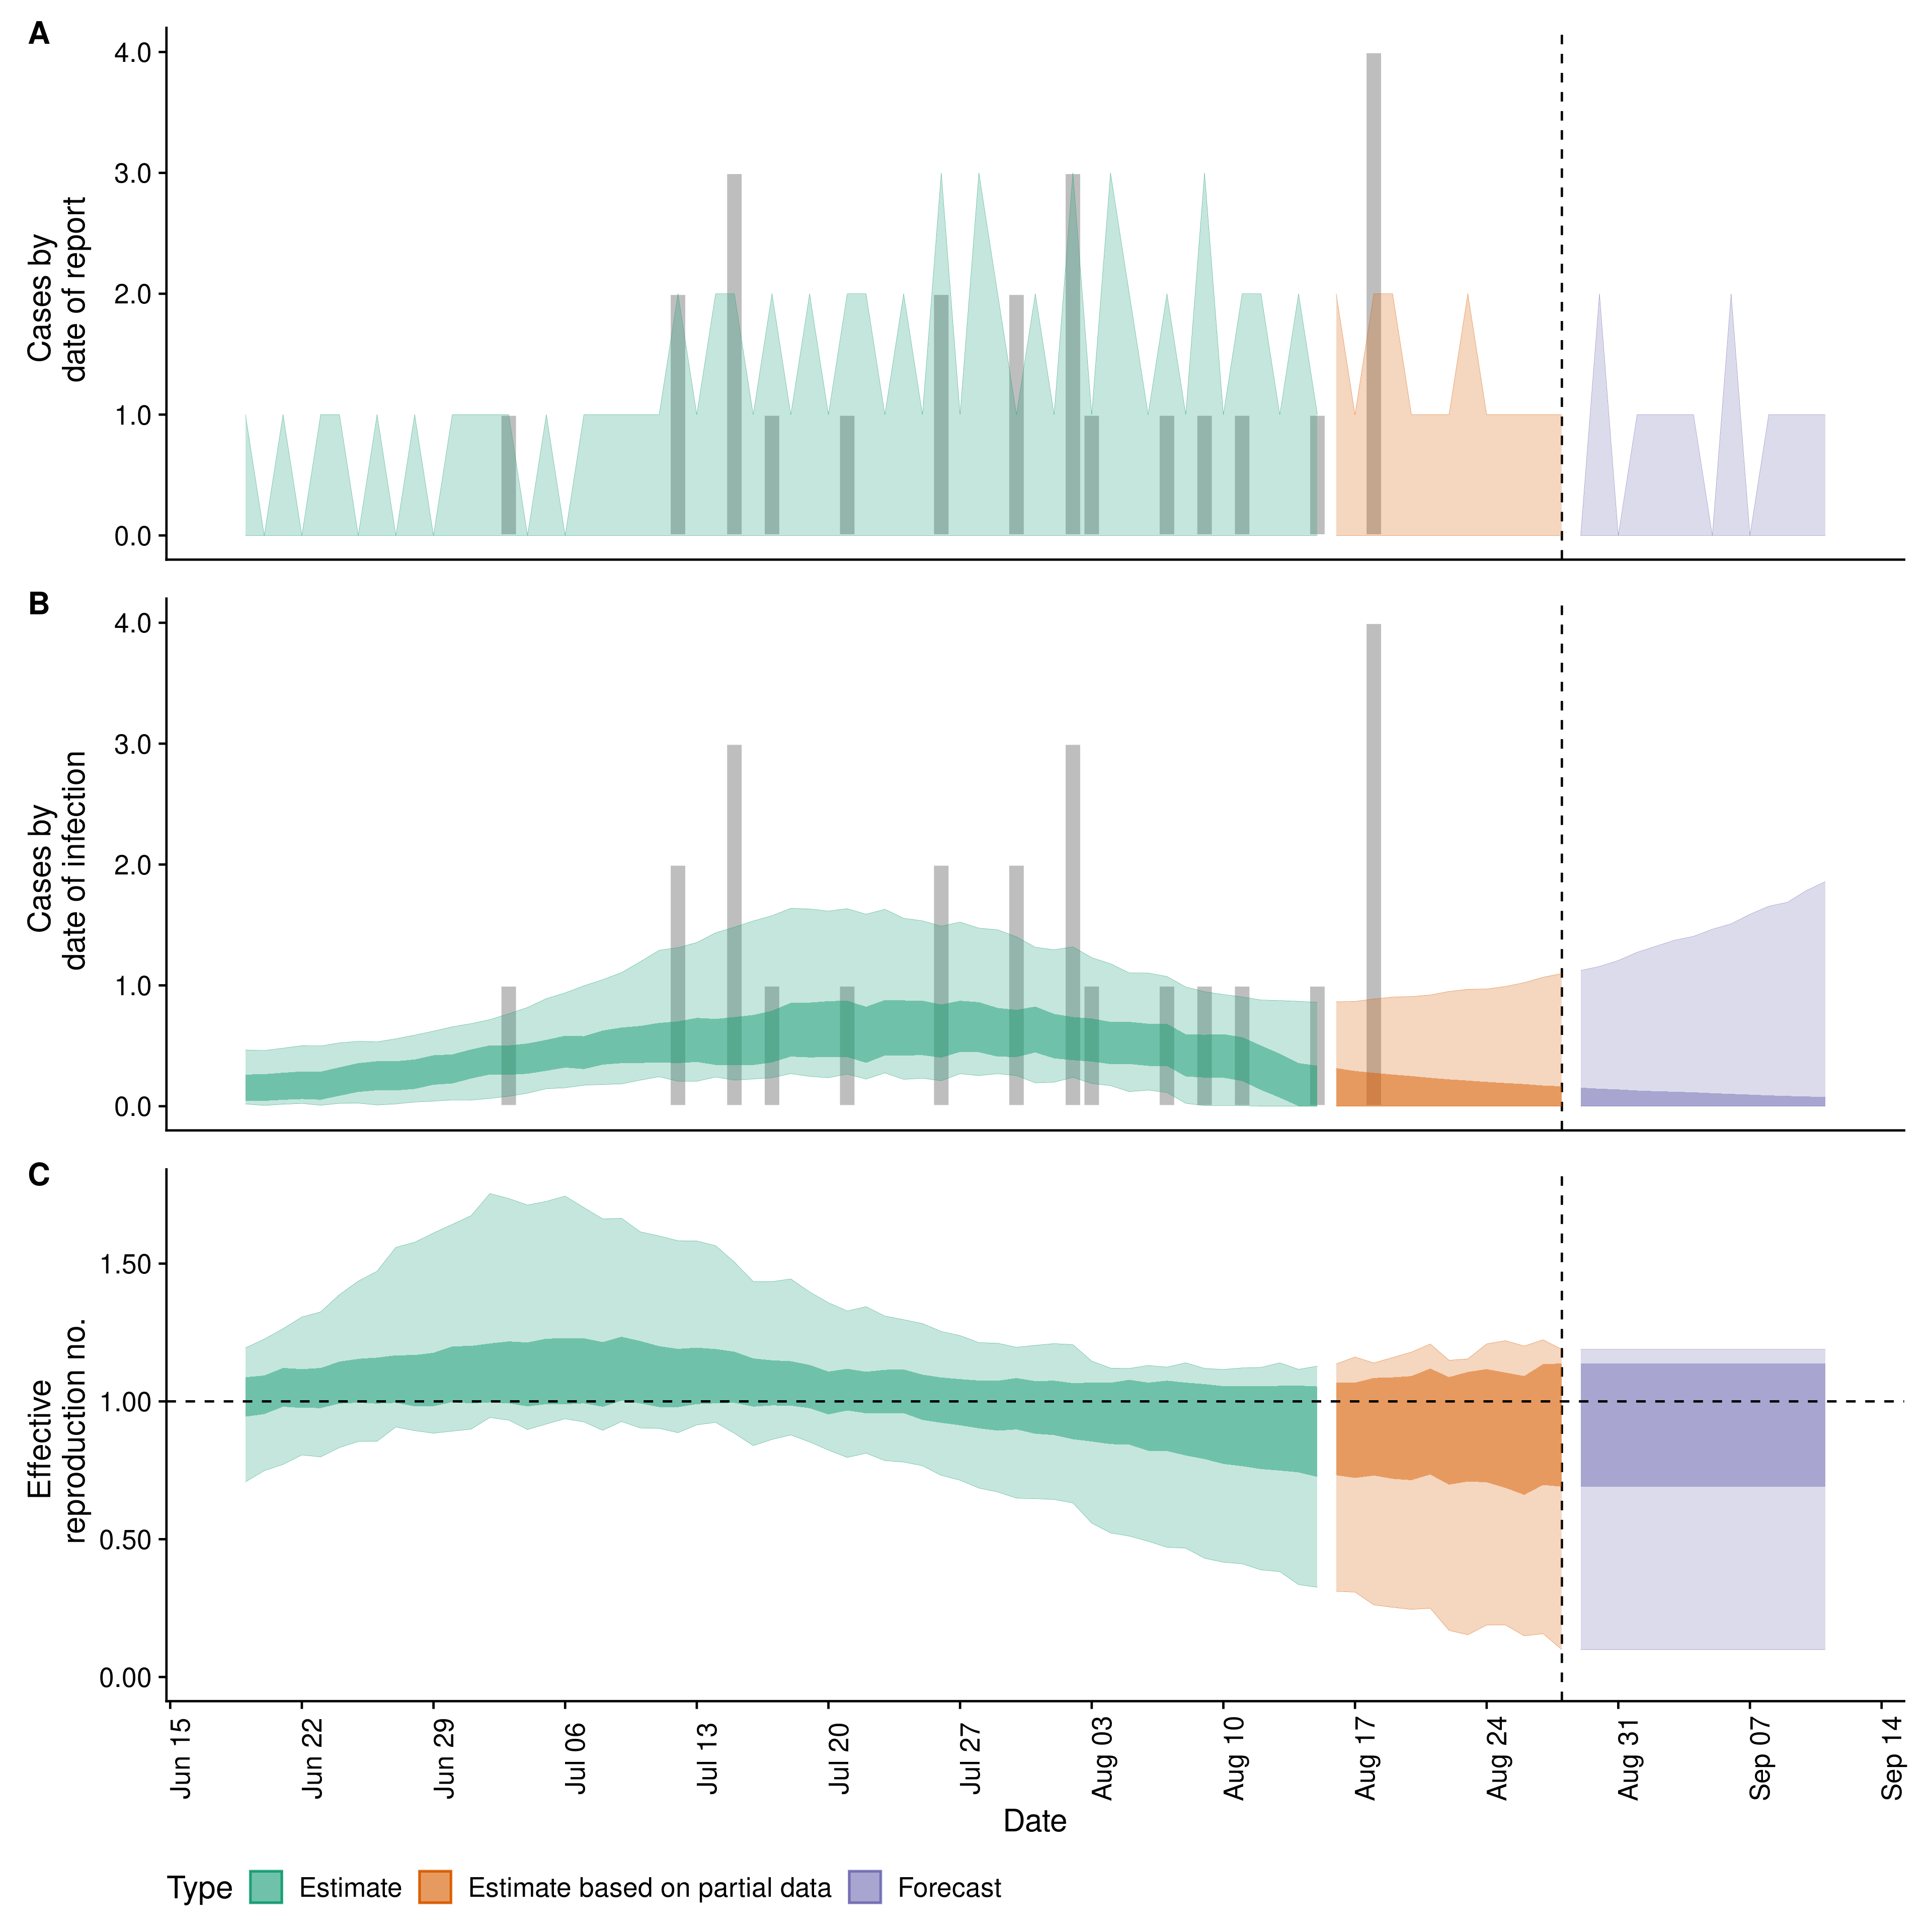 A
4.0
3.0
2.0
1.0
0.0
Cases by
date of report
B
4.0
3.0
2.0
1.0
0.0
Cases by
date of infection
C
1.50
1.00
0.50
0.00
Effective
reproduction no.
Jun 15
Jun 22
Jun 29
Jul 06
Jul 13
Jul 20
Jul 27
Aug 03
Aug 10
Aug 17
Aug 24
Aug 31
Sep 07
Sep 14
Date
Type Estimate Estimate based on partial data Forecast